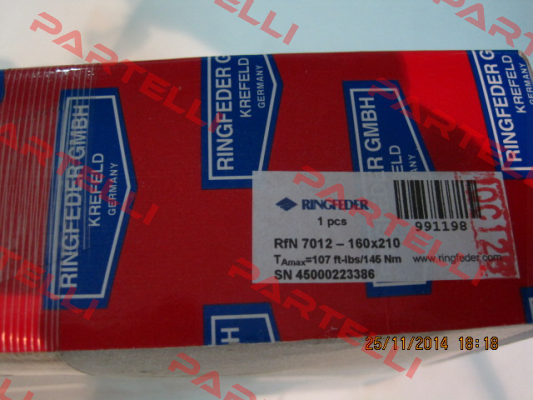 PARTELLI
RINGFEDER GMBH
KREFELD
GERMANY
RINGFEDER GMBH
KREFELD
GERMANY
RINGFEDER GMBH
KREFELD
GERMANY
RINGFEDER
1 pcs
991198
RfN 7012 – 160x210
TAmax=107 ft-lbs/145 Nm
www.ringfeder.com
SN 45000223386
RINGFEDER
25/11/2014 18:18